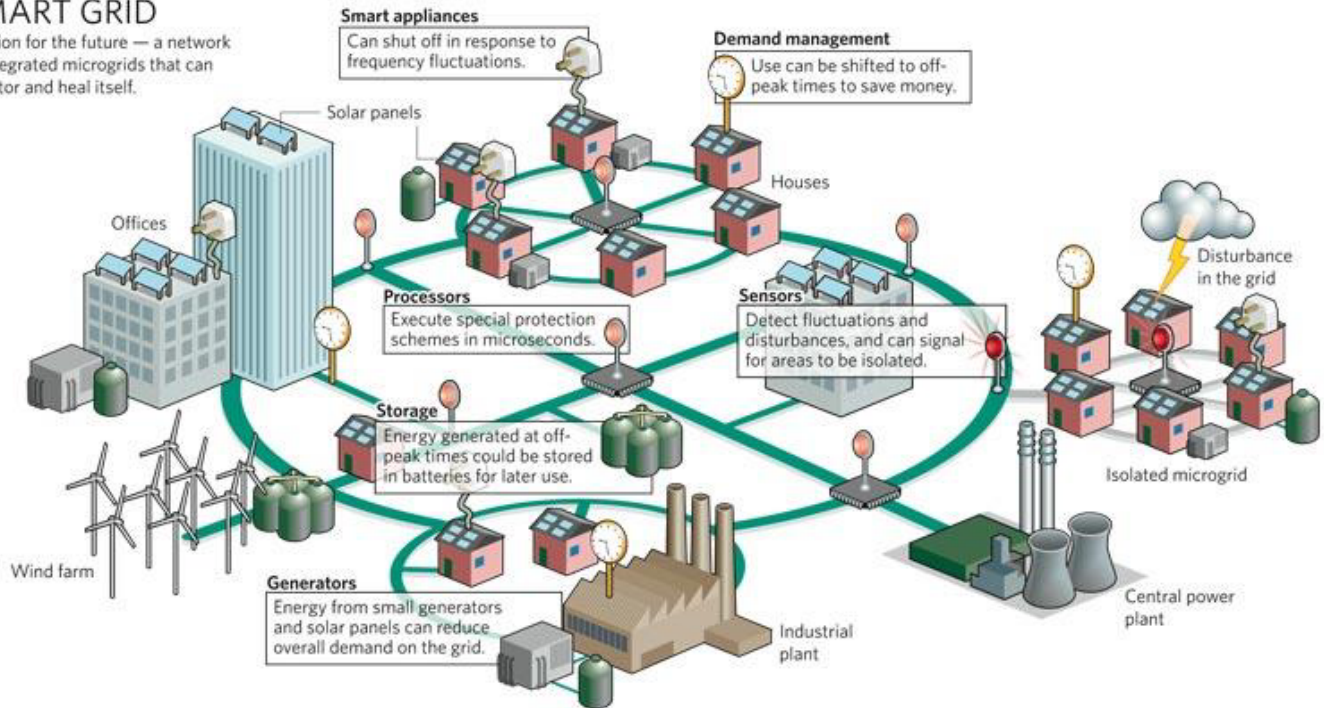 GRID
for the future — a network
microgrids that can
and heal itself.
Smart appliances
Can shut off in response to
frequency fluctuations.
Demand management
Use can be shifted to off-
peak times to save money.
Solar panels
Houses
Offices
Disturbance
in the grid
Processors
Execute special protection
schemes in microseconds.
Sensors
Detect fluctuations and
disturbances, and can signal
for areas to be isolated.
Storage
Energy generated at off-
peak times could be stored
in batteries for later use.
Isolated microgrid
Wind farm
Generators
Energy from small generators
and solar panels can reduce
overall demand on the grid.
Central power
plant
Industrial
plant